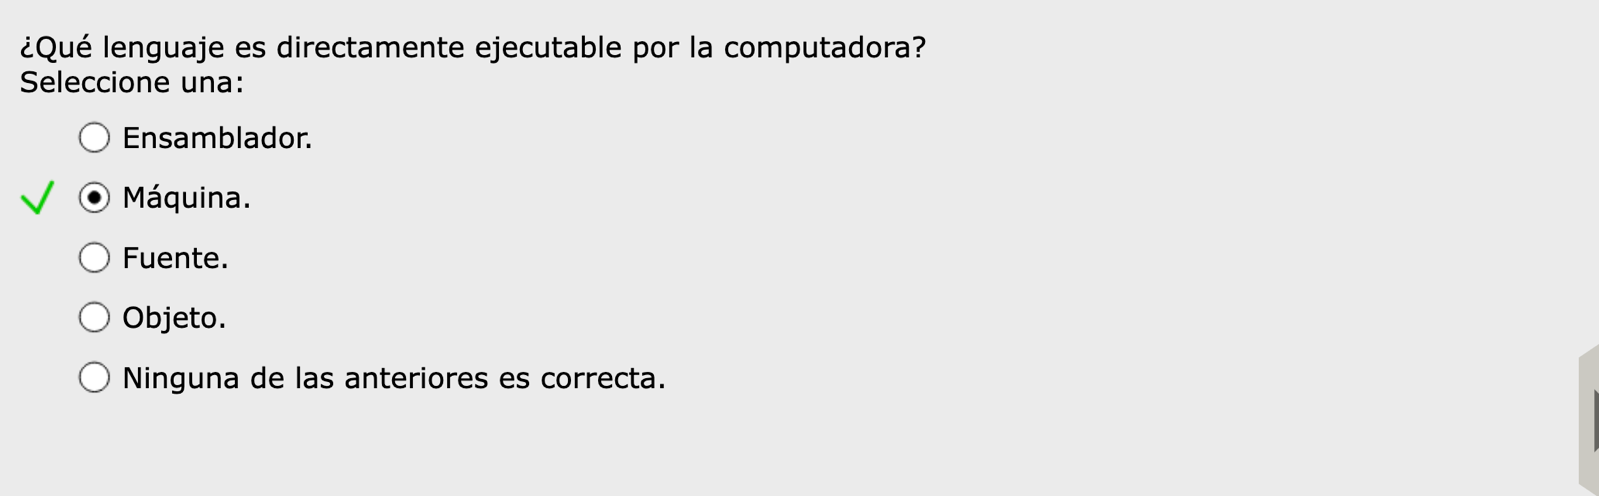 ¿Qué lenguaje es directamente ejecutable por la computadora?
Seleccione una:
Ensamblador.
Máquina.
Fuente.
Objeto.
Ninguna de las anteriores es correcta.